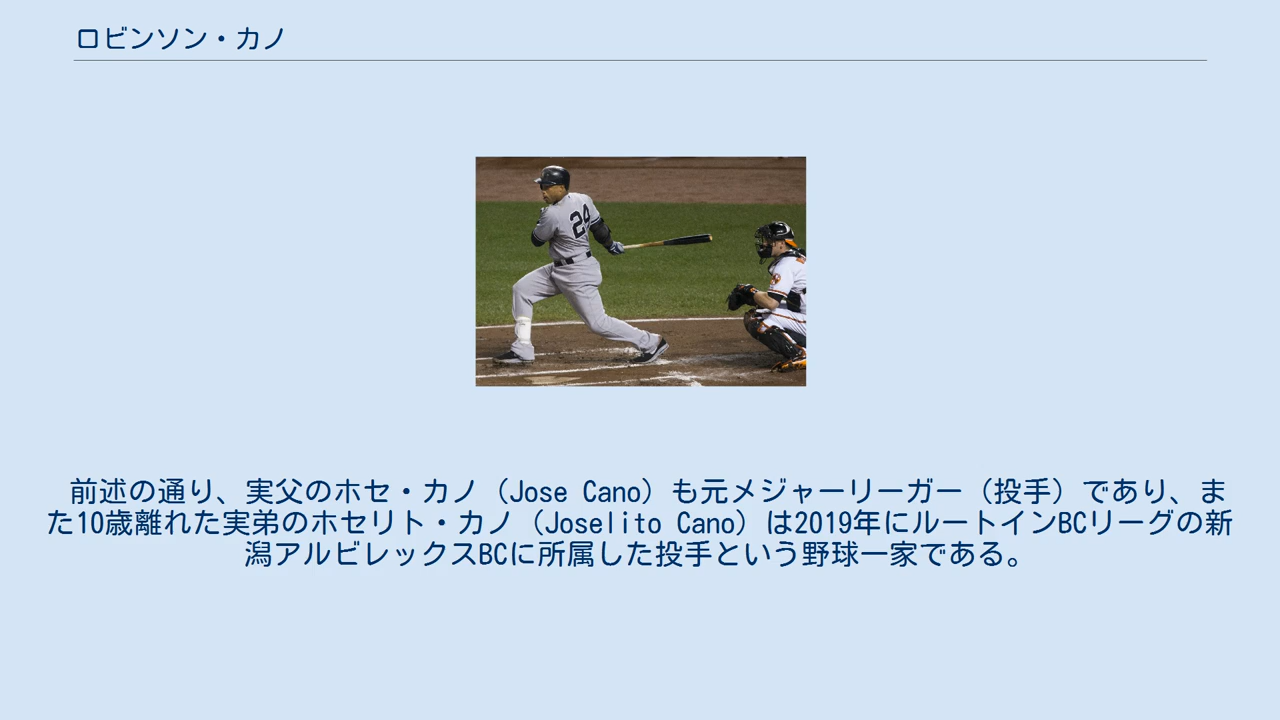 ロビンソン・カノ
24
前述の通り、実父のホセ・カノ（Jose Cano）も元メジャーリーガー（投手）であり、ま
た10歳離れた実弟のホセリト・カノ（Joselito Cano）は2019年にルートインBCリーグの新
潟アルビレックスBCに所属した投手という野球一家である。